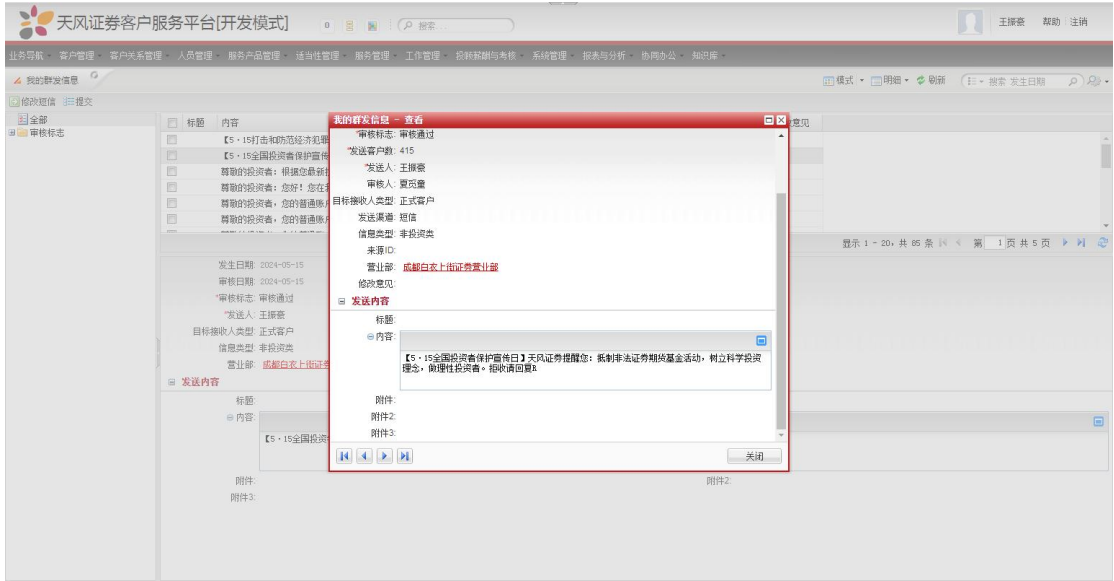 天风证券客户服务平台[开发模式]
0
搜索...
王振豪 帮助 注销
业务导航 客户管理 客户关系管理 人员管理 服务产品管理 适当性管理 服务管理 工作管理 投顾薪酬与考核 系统管理 报表与分析 协同办公 知识库
我的群发信息
模式 明细 刷新 搜索 发生日期
修改短信 提交
全部
审核标志
标题 内容
意见
【5·15打击和防范经济犯罪
【5·15全国投资者保护宣传
尊敬的投资者：根据您最新
尊敬的投资者：您好！您在
尊敬的投资者，您的普通账
尊敬的投资者，您的普通账
显示 1 - 20，共 85 条 第 1 页 共 5 页
发生日期: 2024-05-15
审核日期: 2024-05-15
*审核标志: 审核通过
*发送人: 王振豪
目标接收人类型: 正式客户
信息类型: 非投资类
营业部: 成都白衣上街证券
发送内容
标题:
内容:
【5·15全国投资
附件:
附件2:
附件3:
我的群发信息 - 查看
*审核标志: 审核通过
*发送客户数: 415
*发送人: 王振豪
审核人: 夏觅童
目标接收人类型: 正式客户
发送渠道: 短信
信息类型: 非投资类
来源ID:
营业部: 成都白衣上街证券营业部
修改意见:
发送内容
标题:
内容:
【5·15全国投资者保护宣传日】天风证券提醒您：抵制非法证券期货基金活动，树立科学投资
理念，做理性投资者。拒收请回复R
附件:
附件2:
附件3:
关闭